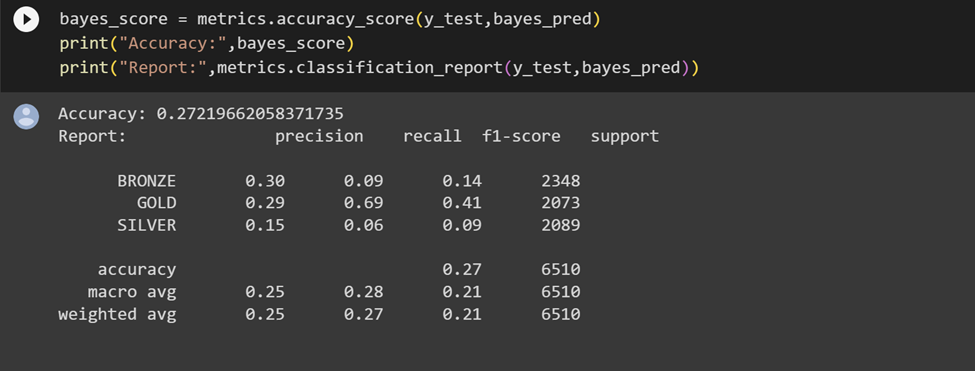 bayes_score = metrics.accuracy_score(y_test,bayes_pred)
print("Accuracy:",bayes_score)
print("Report:",metrics.classification_report(y_test,bayes_pred))
Accuracy: 0.27219662058371735
Report: precision recall f1-score support
BRONZE 0.30 0.09 0.14 2348
GOLD 0.29 0.69 0.41 2073
SILVER 0.15 0.06 0.09 2089
accuracy 0.27 6510
macro avg 0.25 0.28 0.21 6510
weighted avg 0.25 0.27 0.21 6510